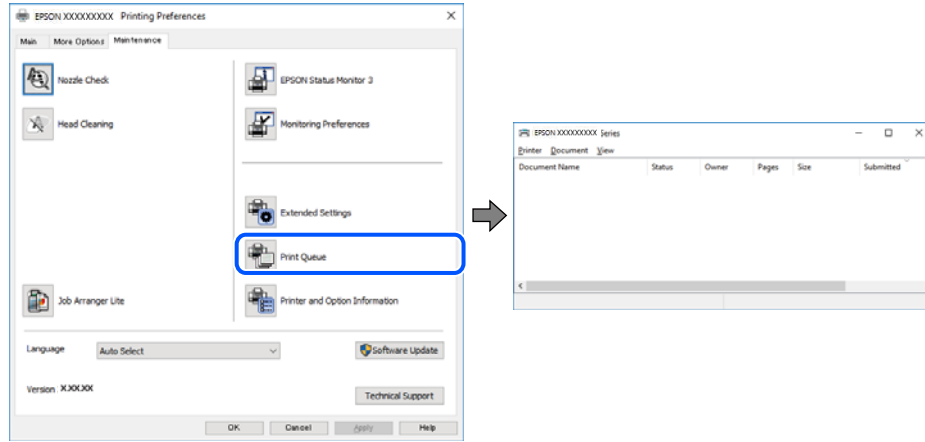 EPSON XXXXXXXXX Printing Preferences
Main More Options Maintenance
Nozzle Check
EPSON Status Monitor 3
Head Cleaning
Monitoring Preferences
Extended Settings
Print Queue
Job Arranger Lite
Printer and Option Information
Language Auto Select
Software Update
Version X.XX.XX
Technical Support
OK Cancel Apply Help
EPSON XXXXXXXXX Series
Printer Document View
Document Name Status Owner Pages Size Submitted